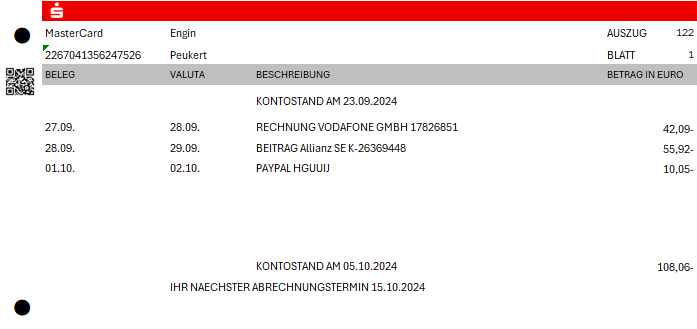 MasterCard Engin AUSZUG 122
2267041356247526 Peukert BLATT 1
BELEG VALUTA BESCHREIBUNG BETRAG IN EURO
KONTOSTAND AM 23.09.2024
27.09. 28.09. RECHNUNG VODAFONE GMBH 17826851 42,09-
28.09. 29.09. BEITRAG Allianz SE K-26369448 55,92-
01.10. 02.10. PAYPAL HGUUIJ 10,05-
KONTOSTAND AM 05.10.2024 108,06-
IHR NAECHSTER ABRECHNUNGSTERMIN 15.10.2024